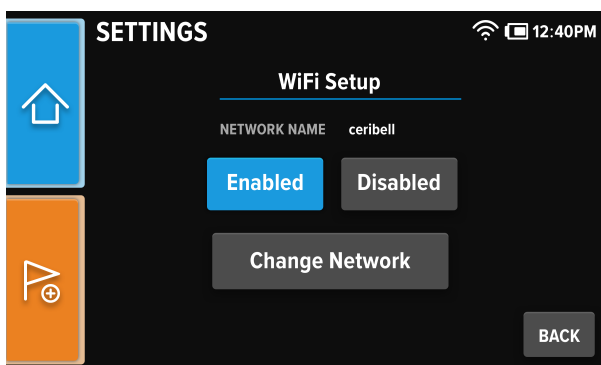 SETTINGS 12:40PM
WiFi Setup
NETWORK NAME ceribell
Enabled Disabled
Change Network
BACK